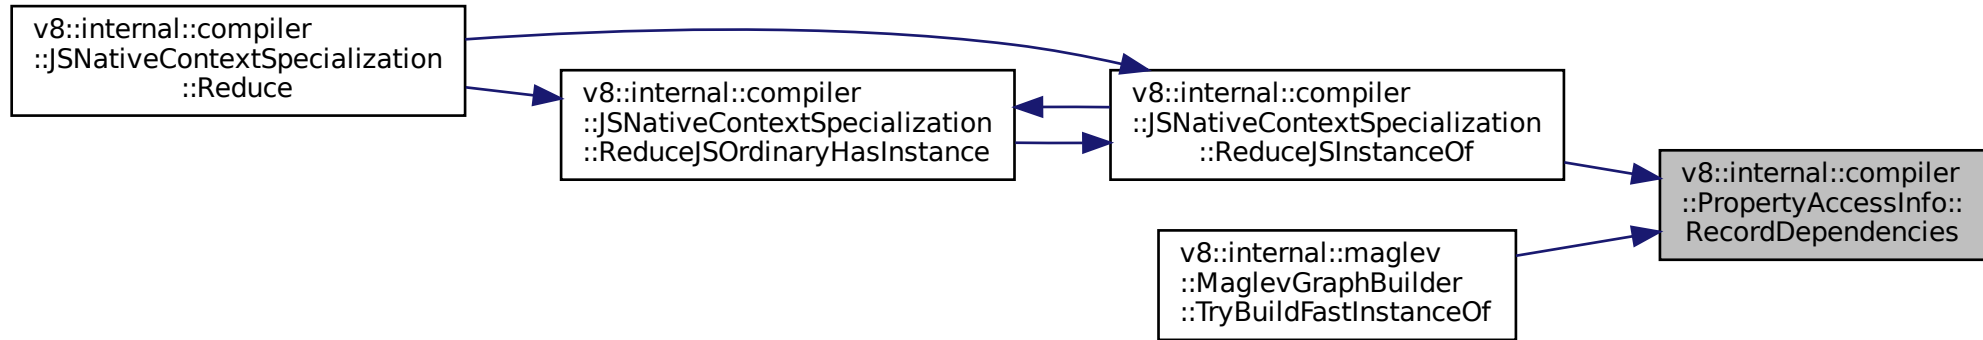 v8::internal::compiler
::JSNativeContextSpecialization
::Reduce
v8::internal::compiler
::JSNativeContextSpecialization
::ReduceJSOrdinaryHasInstance
v8::internal::compiler
::JSNativeContextSpecialization
::ReduceJSInstanceOf
v8::internal::compiler
::PropertyAccessInfo::
RecordDependencies
v8::internal::maglev
::MaglevGraphBuilder
::TryBuildFastInstanceOf